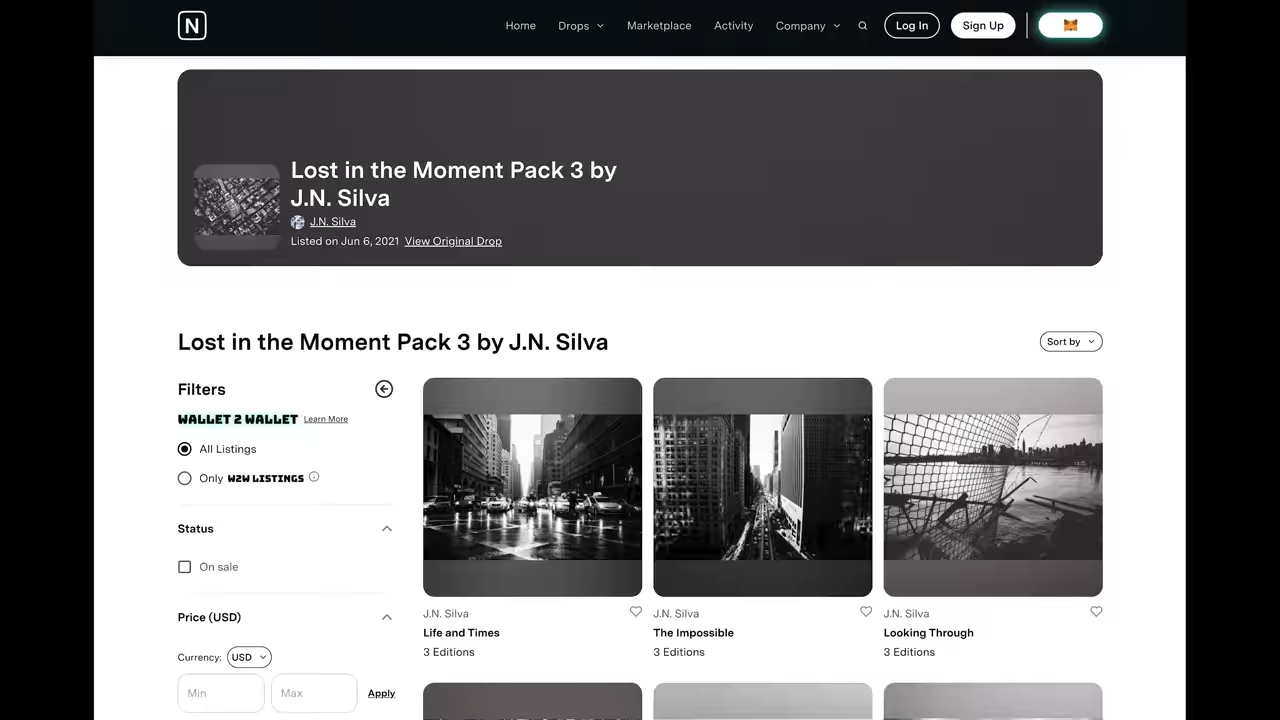 N
Home Drops Marketplace Activity Company Log In Sign Up
Lost in the Moment Pack 3 by
J.N. Silva
J.N. Silva
Listed on Jun 6, 2021 View Original Drop
Lost in the Moment Pack 3 by J.N. Silva
Sort by
Filters
WALLET 2 WALLET Learn More
All Listings
Only W2W LISTINGS
Status
On sale
Price (USD)
Currency: USD
Min Max Apply
J.N. Silva
Life and Times
3 Editions
J.N. Silva
The Impossible
3 Editions
J.N. Silva
Looking Through
3 Editions